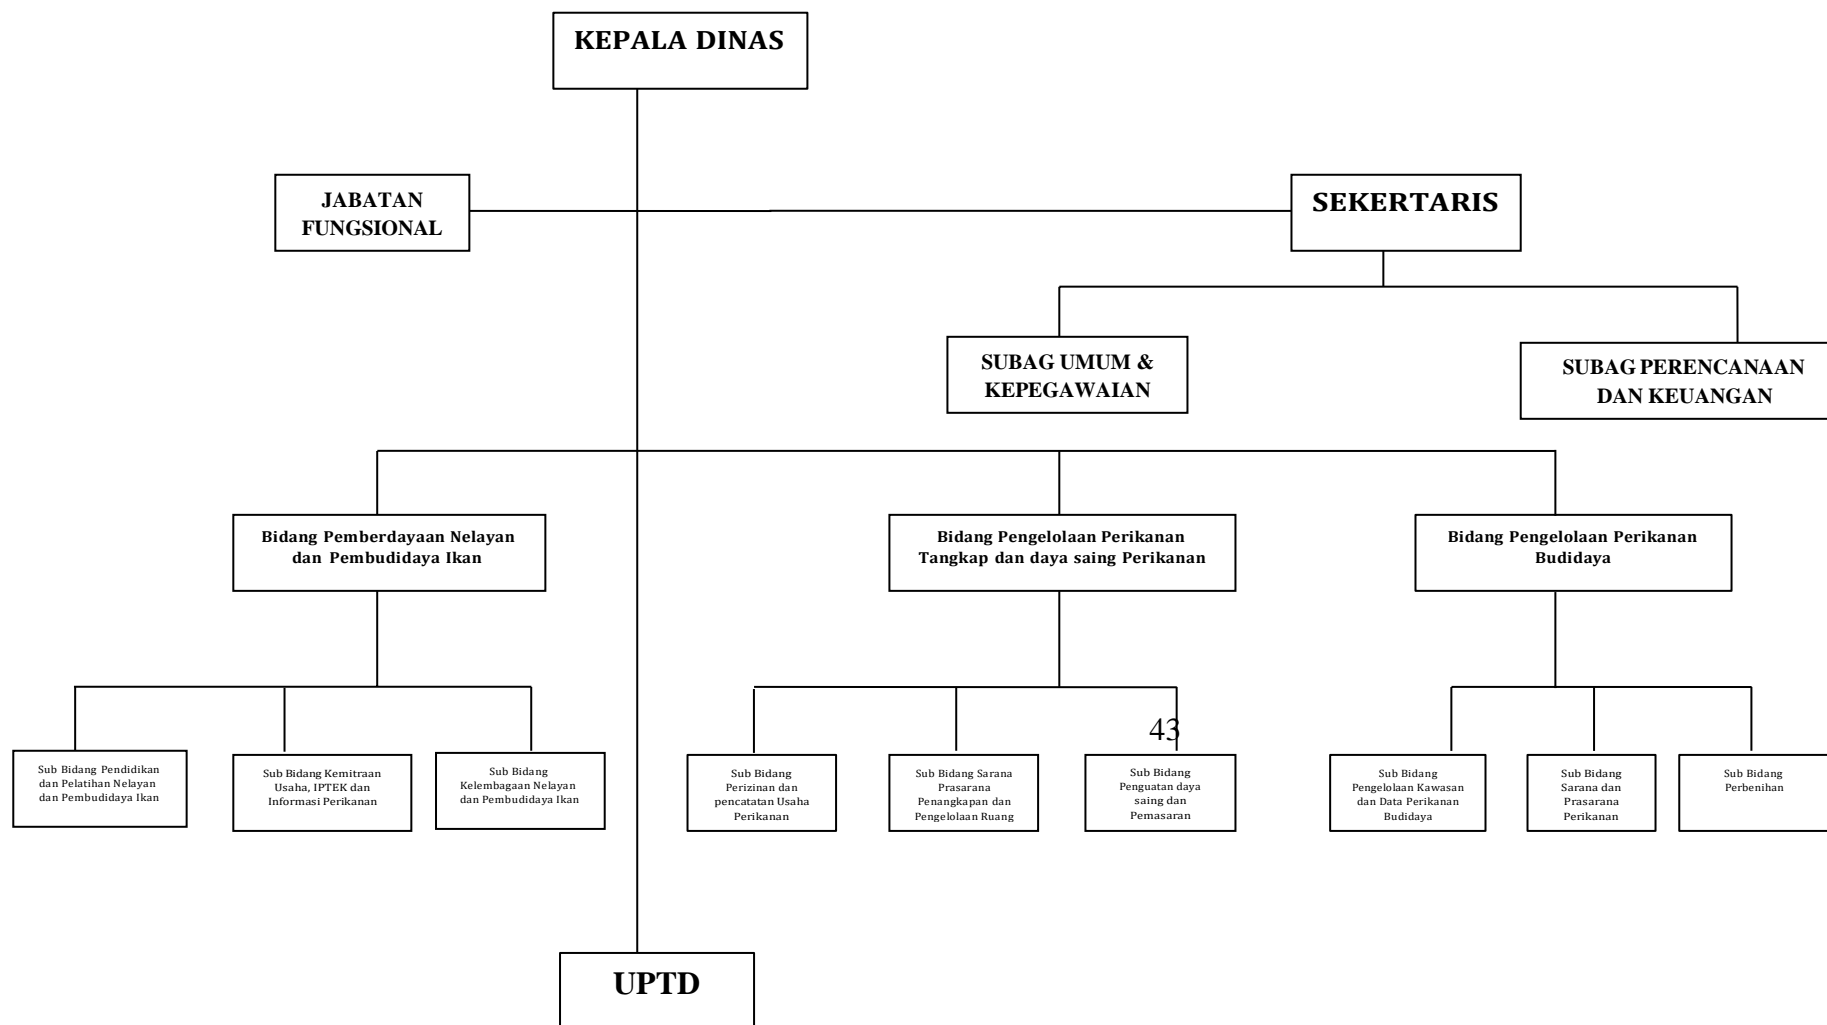 KEPALA DINAS
JABATAN
FUNGSIONAL
SEKERTARIS
SUBAG UMUM &
KEPEGAWAIAN
SUBAG PERENCANAAN
DAN KEUANGAN
Bidang Pemberdayaan Nelayan
dan Pembudidaya Ikan
Bidang Pengelolaan Perikanan
Tangkap dan daya saing Perikanan
Bidang Pengelolaan Perikanan
Budidaya
43
Sub Bidang Pendidikan
dan Pelatihan Nelayan
dan Pembudidaya Ikan
Sub Bidang Kemitraan
Usaha, IPTEK dan
Informasi Perikanan
Sub Bidang
Kelembagaan Nelayan
dan Pembudidaya Ikan
Sub Bidang
Perizinan dan
pencatatan Usaha
Perikanan
Sub Bidang Sarana
Prasarana
Penangkapan dan
Pengelolaan Ruang
Sub Bidang
Penguatan daya
saing dan
Pemasaran
Sub Bidang
Pengelolaan Kawasan
dan Data Perikanan
Budidaya
Sub Bidang
Sarana dan
Prasarana
Perikanan
Sub Bidang
Perbenihan
UPTD